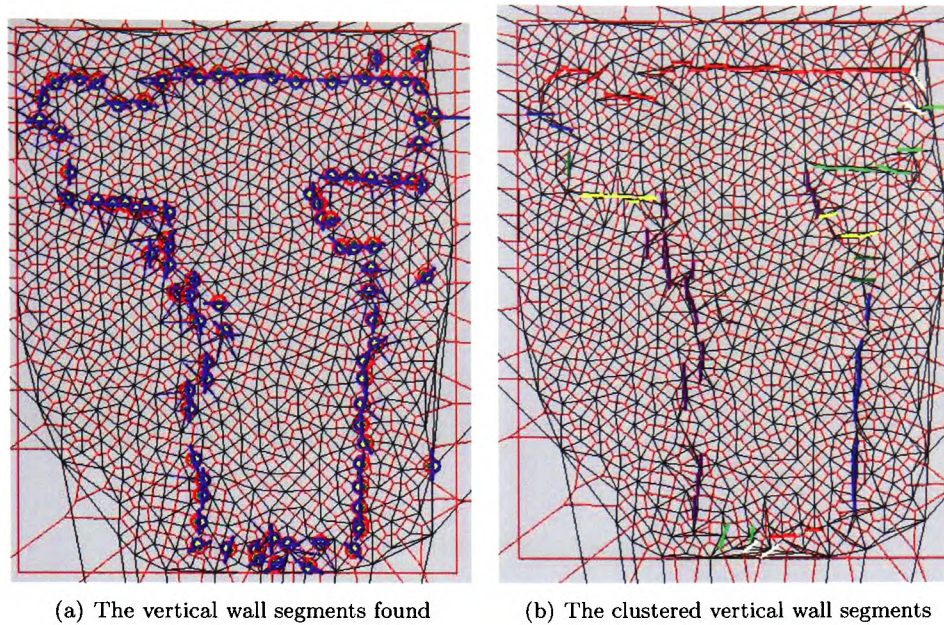 (a) The vertical wall segments found
(b) The clustered vertical wall segments